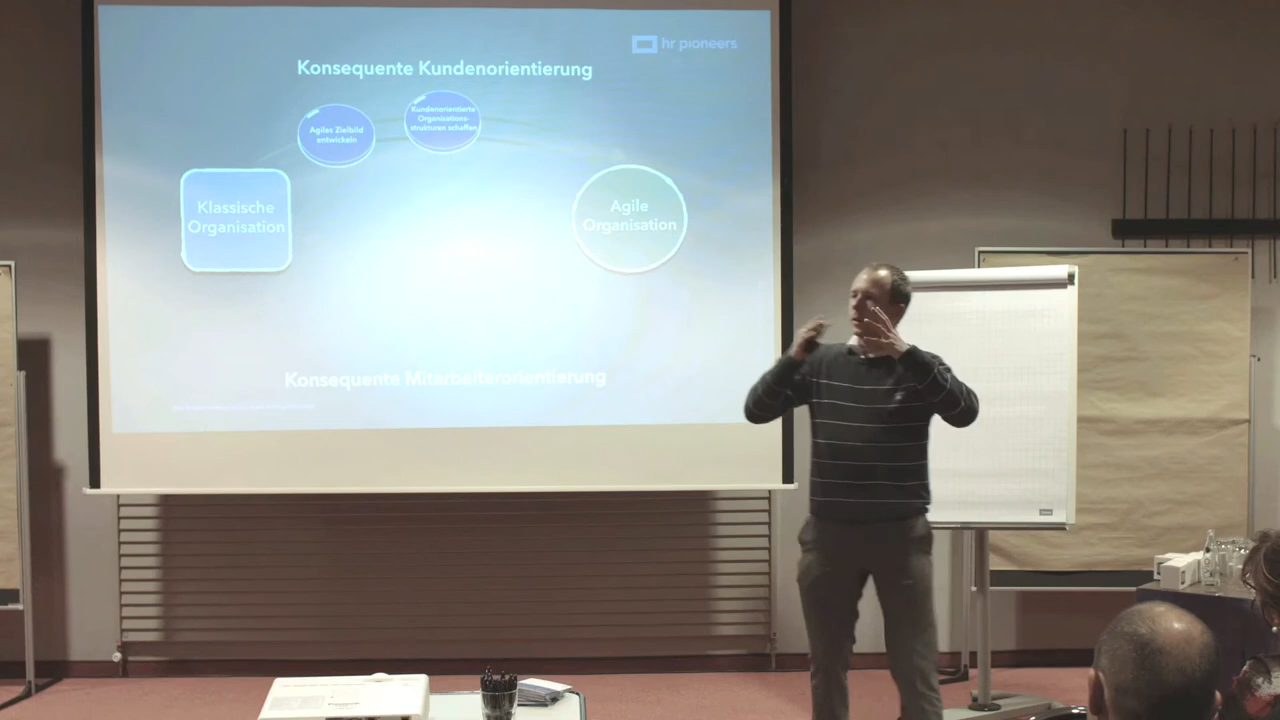 hr pioneers
Konsequente Kundenorientierung
Agiles Zielbild
entwickeln
Kundenorientierte
Organisations-
strukturen schaffen
Klassische
Organisation
Agile
Organisation
Konsequente Mitarbeiterorientierung